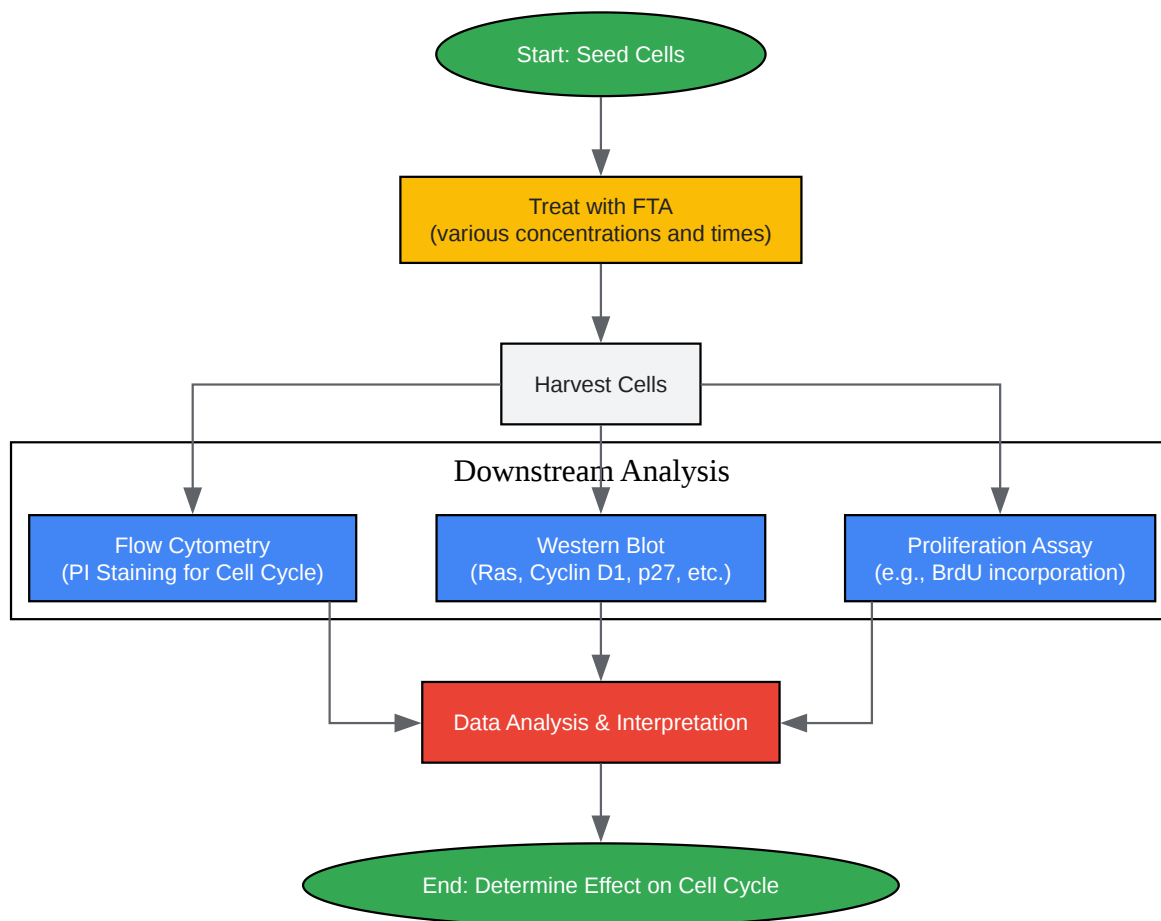 Start: Seed Cells
Treat with FTA
(various concentrations and times)
Harvest Cells
Downstream Analysis
Flow Cytometry
(PI Staining for Cell Cycle)
Western Blot
(Ras, Cyclin D1, p27, etc.)
Proliferation Assay
(e.g., BrdU incorporation)
Data Analysis & Interpretation
End: Determine Effect on Cell Cycle